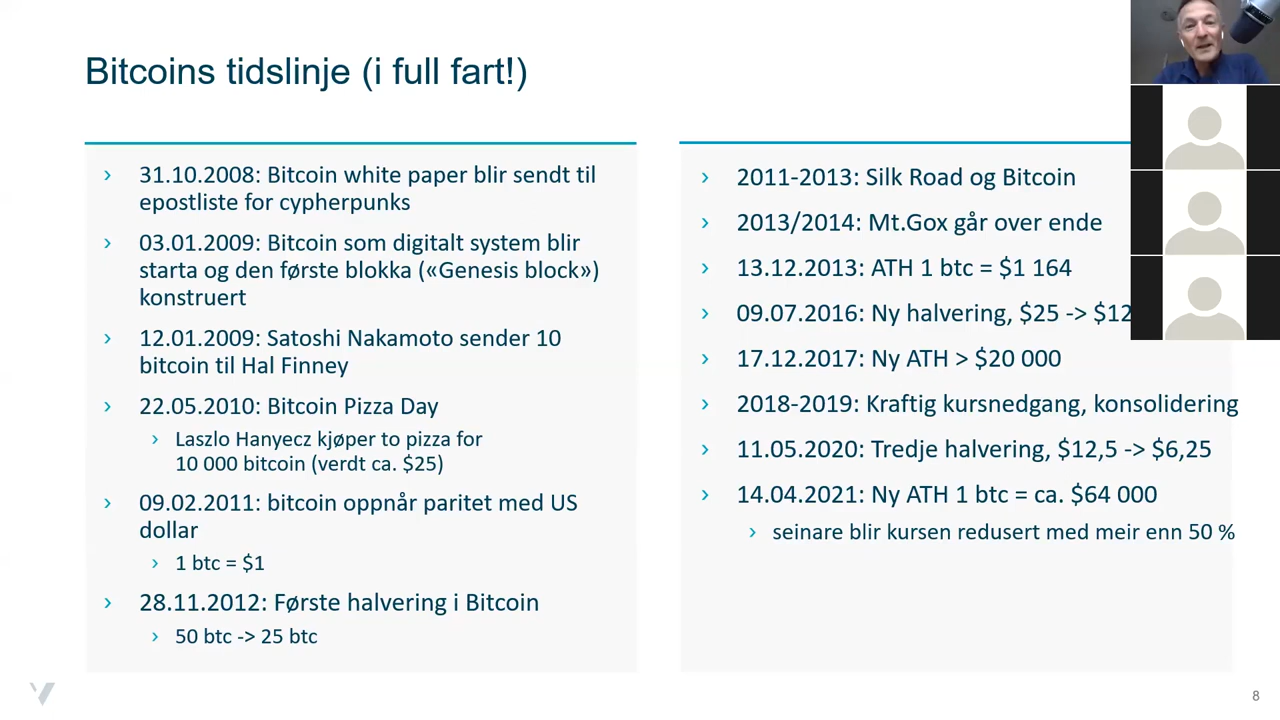 Bitcoins tidslinje (i full fart!)
› 31.10.2008: Bitcoin white paper blir sendt til
epostliste for cypherpunks
› 03.01.2009: Bitcoin som digitalt system blir
starta og den første blokka («Genesis block»)
konstruert
› 12.01.2009: Satoshi Nakamoto sender 10
bitcoin til Hal Finney
› 22.05.2010: Bitcoin Pizza Day
› Laszlo Hanyecz kjøper to pizza for
10 000 bitcoin (verdt ca. $25)
› 09.02.2011: bitcoin oppnår paritet med US
dollar
› 1 btc = $1
› 28.11.2012: Første halvering i Bitcoin
› 50 btc -> 25 btc
› 2011-2013: Silk Road og Bitcoin
› 2013/2014: Mt.Gox går over ende
› 13.12.2013: ATH 1 btc = $1 164
› 09.07.2016: Ny halvering, $25 -> $12
› 17.12.2017: Ny ATH > $20 000
› 2018-2019: Kraftig kursnedgang, konsolidering
› 11.05.2020: Tredje halvering, $12,5 -> $6,25
› 14.04.2021: Ny ATH 1 btc = ca. $64 000
› seinare blir kursen redusert med meir enn 50 %
8